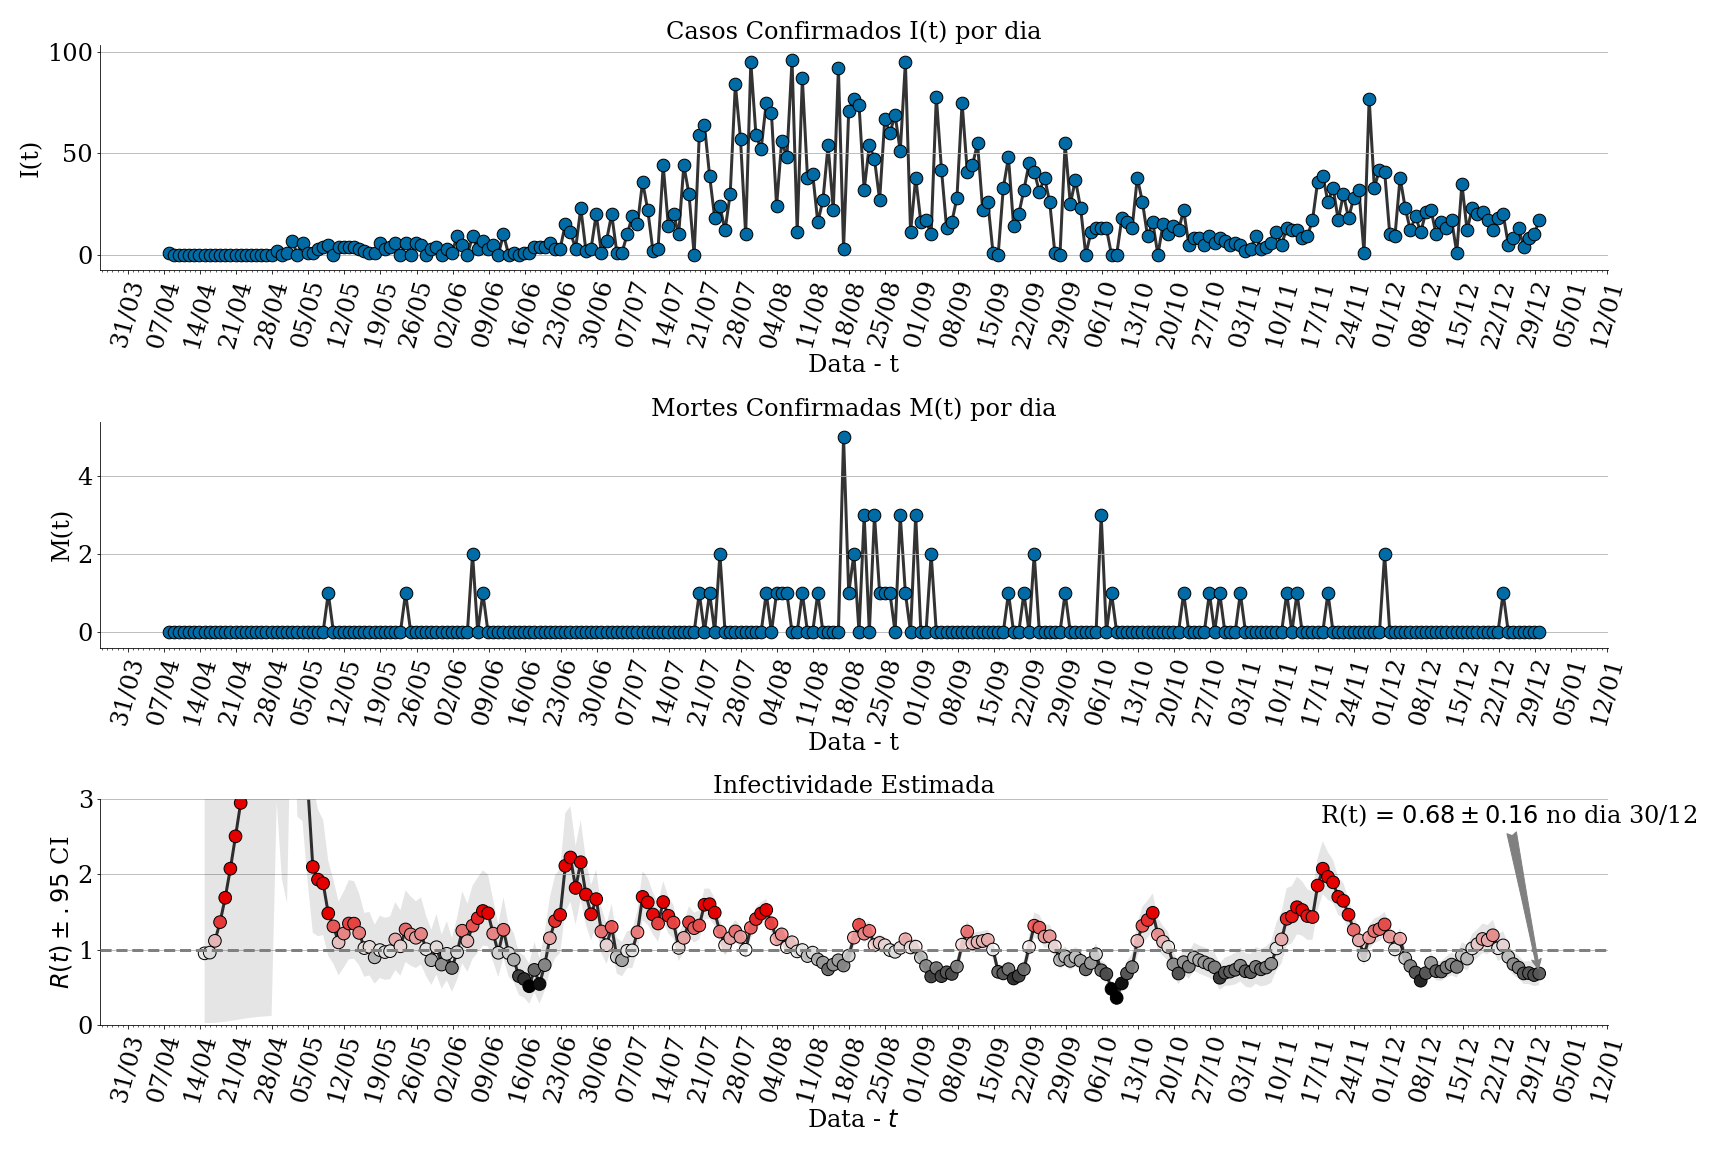 Casos Confirmados I(t) por dia
100
50
0
I(t)
31/03 07/04 14/04 21/04 28/04 05/05 12/05 19/05 26/05 02/06 09/06 16/06 23/06 30/06 07/07 14/07 21/07 28/07 04/08 11/08 18/08 25/08 01/09 08/09 15/09 22/09 29/09 06/10 13/10 20/10 27/10 03/11 10/11 17/11 24/11 01/12 08/12 15/12 22/12 29/12 05/01 12/01
Data - t
Mortes Confirmadas M(t) por dia
4
2
0
M(t)
31/03 07/04 14/04 21/04 28/04 05/05 12/05 19/05 26/05 02/06 09/06 16/06 23/06 30/06 07/07 14/07 21/07 28/07 04/08 11/08 18/08 25/08 01/09 08/09 15/09 22/09 29/09 06/10 13/10 20/10 27/10 03/11 10/11 17/11 24/11 01/12 08/12 15/12 22/12 29/12 05/01 12/01
Data - t
Infectividade Estimada
3
2
1
0
R(t) ± .95 CI
R(t) = 0.68 ± 0.16 no dia 30/12
31/03 07/04 14/04 21/04 28/04 05/05 12/05 19/05 26/05 02/06 09/06 16/06 23/06 30/06 07/07 14/07 21/07 28/07 04/08 11/08 18/08 25/08 01/09 08/09 15/09 22/09 29/09 06/10 13/10 20/10 27/10 03/11 10/11 17/11 24/11 01/12 08/12 15/12 22/12 29/12 05/01 12/01
Data - t